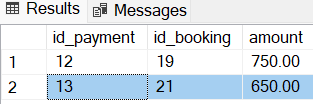 Results Messages
id_payment id_booking amount
1 12 19 750.00
2 13 21 650.00